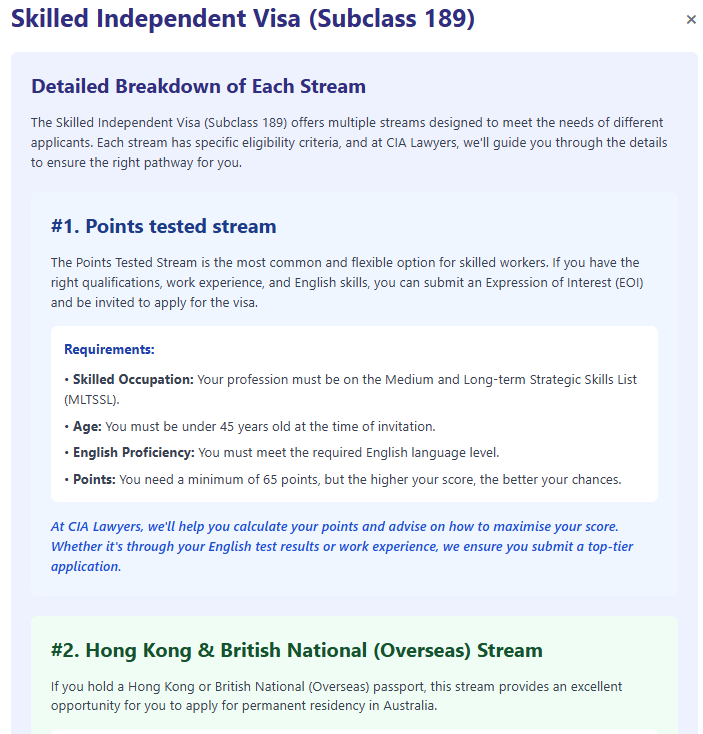 Skilled Independent Visa (Subclass 189)
×
Detailed Breakdown of Each Stream
The Skilled Independent Visa (Subclass 189) offers multiple streams designed to meet the needs of different
applicants. Each stream has specific eligibility criteria, and at CIA Lawyers, we'll guide you through the details
to ensure the right pathway for you.
#1. Points tested stream
The Points Tested Stream is the most common and flexible option for skilled workers. If you have the
right qualifications, work experience, and English skills, you can submit an Expression of Interest (EOI)
and be invited to apply for the visa.
Requirements:
• Skilled Occupation: Your profession must be on the Medium and Long-term Strategic Skills List
(MLTSSL).
• Age: You must be under 45 years old at the time of invitation.
• English Proficiency: You must meet the required English language level.
• Points: You need a minimum of 65 points, but the higher your score, the better your chances.
At CIA Lawyers, we'll help you calculate your points and advise on how to maximise your score.
Whether it's through your English test results or work experience, we ensure you submit a top-tier
application.
#2. Hong Kong & British National (Overseas) Stream
If you hold a Hong Kong or British National (Overseas) passport, this stream provides an excellent
opportunity for you to apply for permanent residency in Australia.